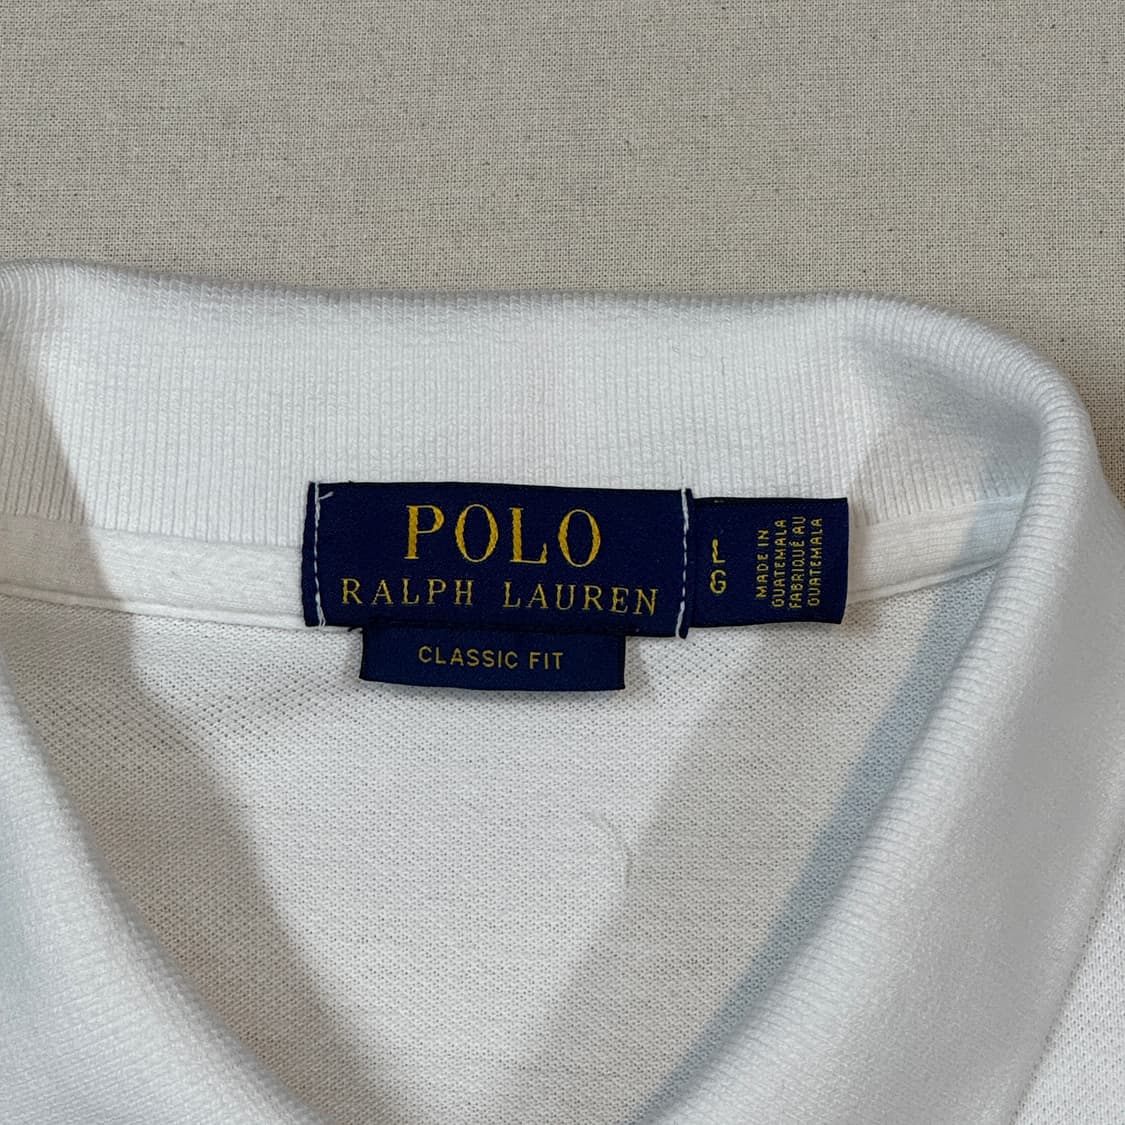 POLO
RALPH LAUREN
CLASSIC FIT
L
G
MADE IN
GUATEMALA
FABRIQUÉ AU
GUATEMALA